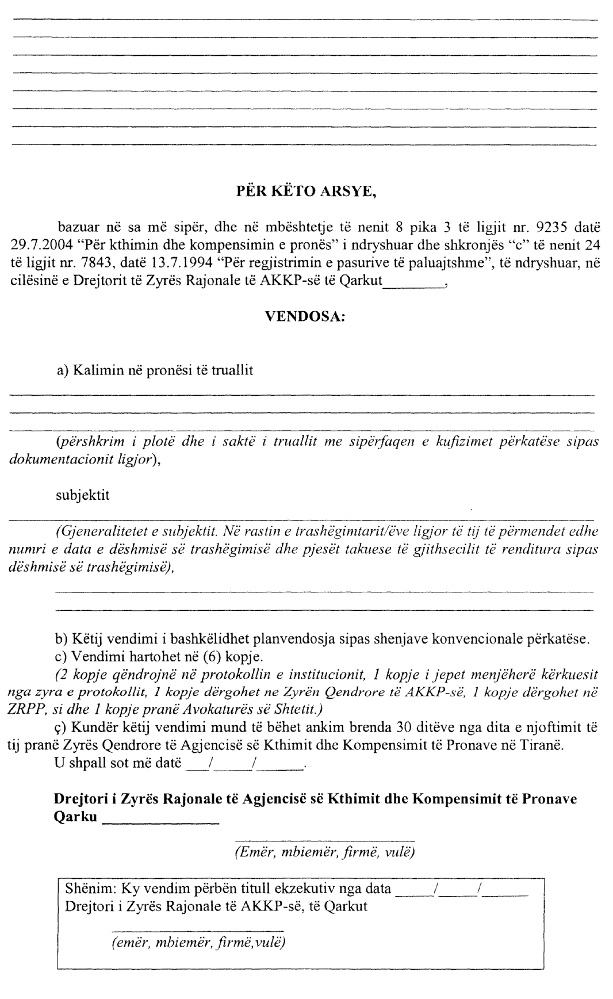 PËR KËTO ARSYE,
bazuar në sa më sipër, dhe në mbështetje të nenit 8 pika 3 të ligjit nr. 9235 datë
29.7.2004 “Për kthimin dhe kompensimin e pronës” i ndryshuar dhe shkronjës “c” të nenit 24
të ligjit nr. 7843, datë 13.7.1994 “Për regjistrimin e pasurive të paluajtshme”, të ndryshuar, në
cilësinë e Drejtorit të Zyrës Rajonale të AKKP-së të Qarkut________,
VENDOSA:
a) Kalimin në pronësi të truallit
(përshkrim i plotë dhe i saktë i truallit me sipërfaqen e kufizimet përkatëse sipas
dokumentacionit ligjor),
subjektit
(Gjeneralitetet e subjektit. Në rastin e trashëgimtarit/ëve ligjor të tij të përmendet edhe
numri e data e dëshmisë së trashëgimisë dhe pjesët takuese të gjithsecilit të renditura sipas
dëshmisë së trashëgimisë),
b) Këtij vendimi i bashkëlidhet planvendosja sipas shenjave konvencionale përkatëse.
c) Vendimi hartohet në (6) kopje.
(2 kopje qëndrojnë në protokollin e institucionit, 1 kopje i jepet menjëherë kërkuesit
nga zyra e protokollit, 1 kopje dërgohet ne Zyrën Qendrore të AKKP-së, 1 kopje dërgohet në
ZRPP, si dhe 1 kopje pranë Avokaturës së Shtetit.)
ç) Kundër këtij vendimi mund të bëhet ankim brenda 30 ditëve nga dita e njoftimit të
tij pranë Zyrës Qendrore të Agjencisë së Kthimit dhe Kompensimit të Pronave në Tiranë.
U shpall sot më datë ___/_____/______.
Drejtori i Zyrës Rajonale të Agjencisë së Kthimit dhe Kompensimit të Pronave
Qarku _______________
(Emër, mbiemër, firmë, vulë)
Shënim: Ky vendim përbën titull ekzekutiv nga data _____/_____/______
Drejtori i Zyrës Rajonale të AKKP-së, të Qarkut
(emër, mbiemër, firmë,vulë)